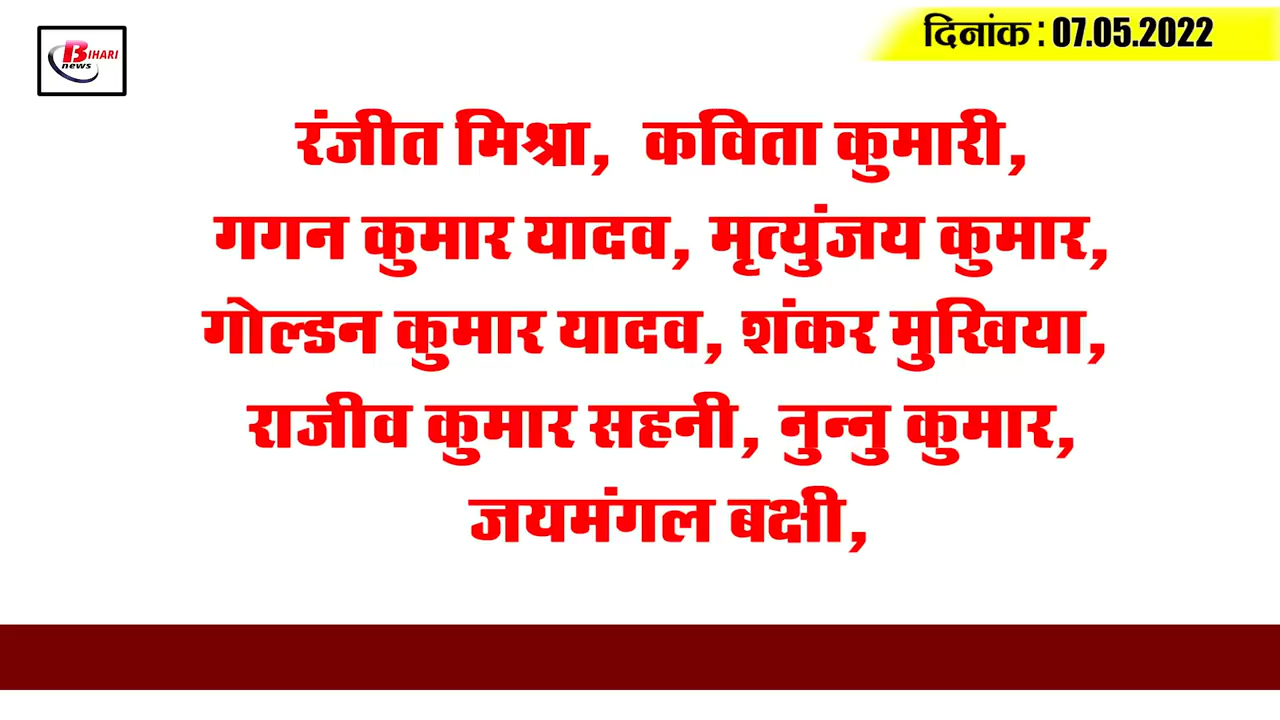 BIHARI
news
दिनांक : 07.05.2022
रंजीत मिश्रा, कविता कुमारी,
गगन कुमार यादव, मृत्युंजय कुमार,
गोल्डन कुमार यादव, शंकर मुखिया,
राजीव कुमार सहनी, नुन्नु कुमार,
जयमंगल बक्षी,